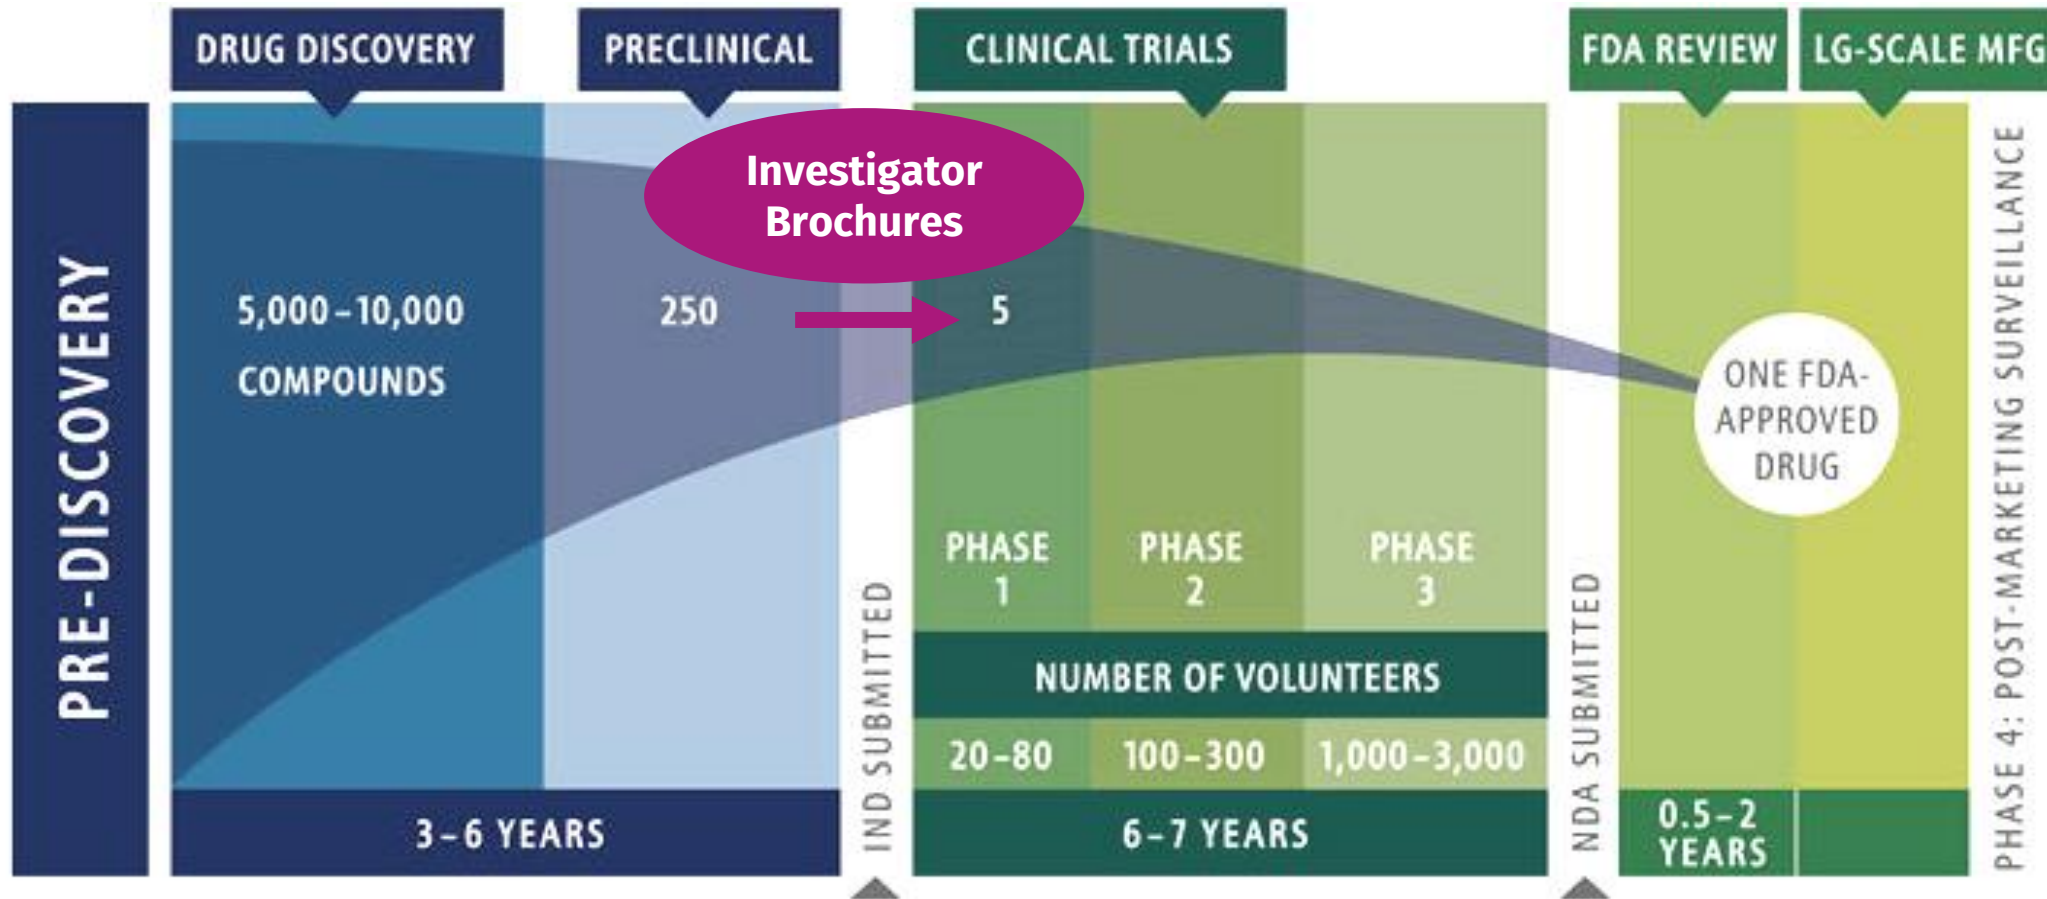 DRUG DISCOVERY
PRECLINICAL
CLINICAL TRIALS
FDA REVIEW
LG-SCALE MFG
PRE-DISCOVERY
Investigator
Brochures
5,000–10,000
COMPOUNDS
250
5
ONE FDA-
APPROVED
DRUG
IND SUBMITTED
PHASE
1
PHASE
2
PHASE
3
NUMBER OF VOLUNTEERS
20–80
100–300
1,000–3,000
NDA SUBMITTED
PHASE 4: POST-MARKETING SURVEILLANCE
3–6 YEARS
6–7 YEARS
0.5–2
YEARS